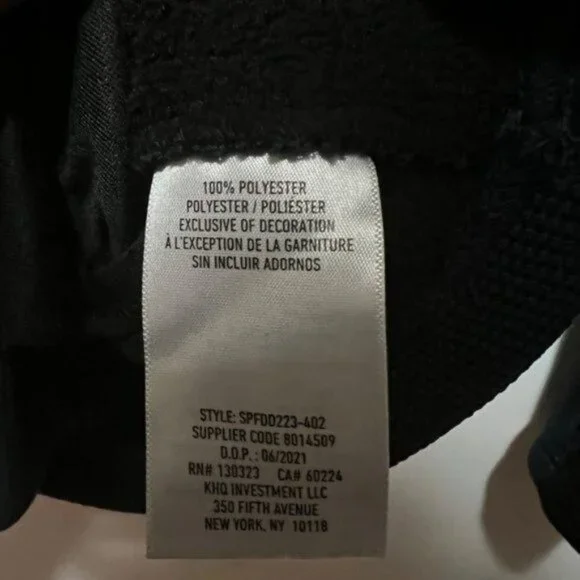 100% POLYESTER
POLYESTER / POLIÉSTER
EXCLUSIVE OF DECORATION
À L'EXCEPTION DE LA GARNITURE
SIN INCLUIR ADORNOS
STYLE: SPFDD223-402
SUPPLIER CODE 8014509
D.O.P.: 06/2021
RN# 130323 CA# 60224
KHQ INVESTMENT LLC
350 FIFTH AVENUE
NEW YORK, NY 10118